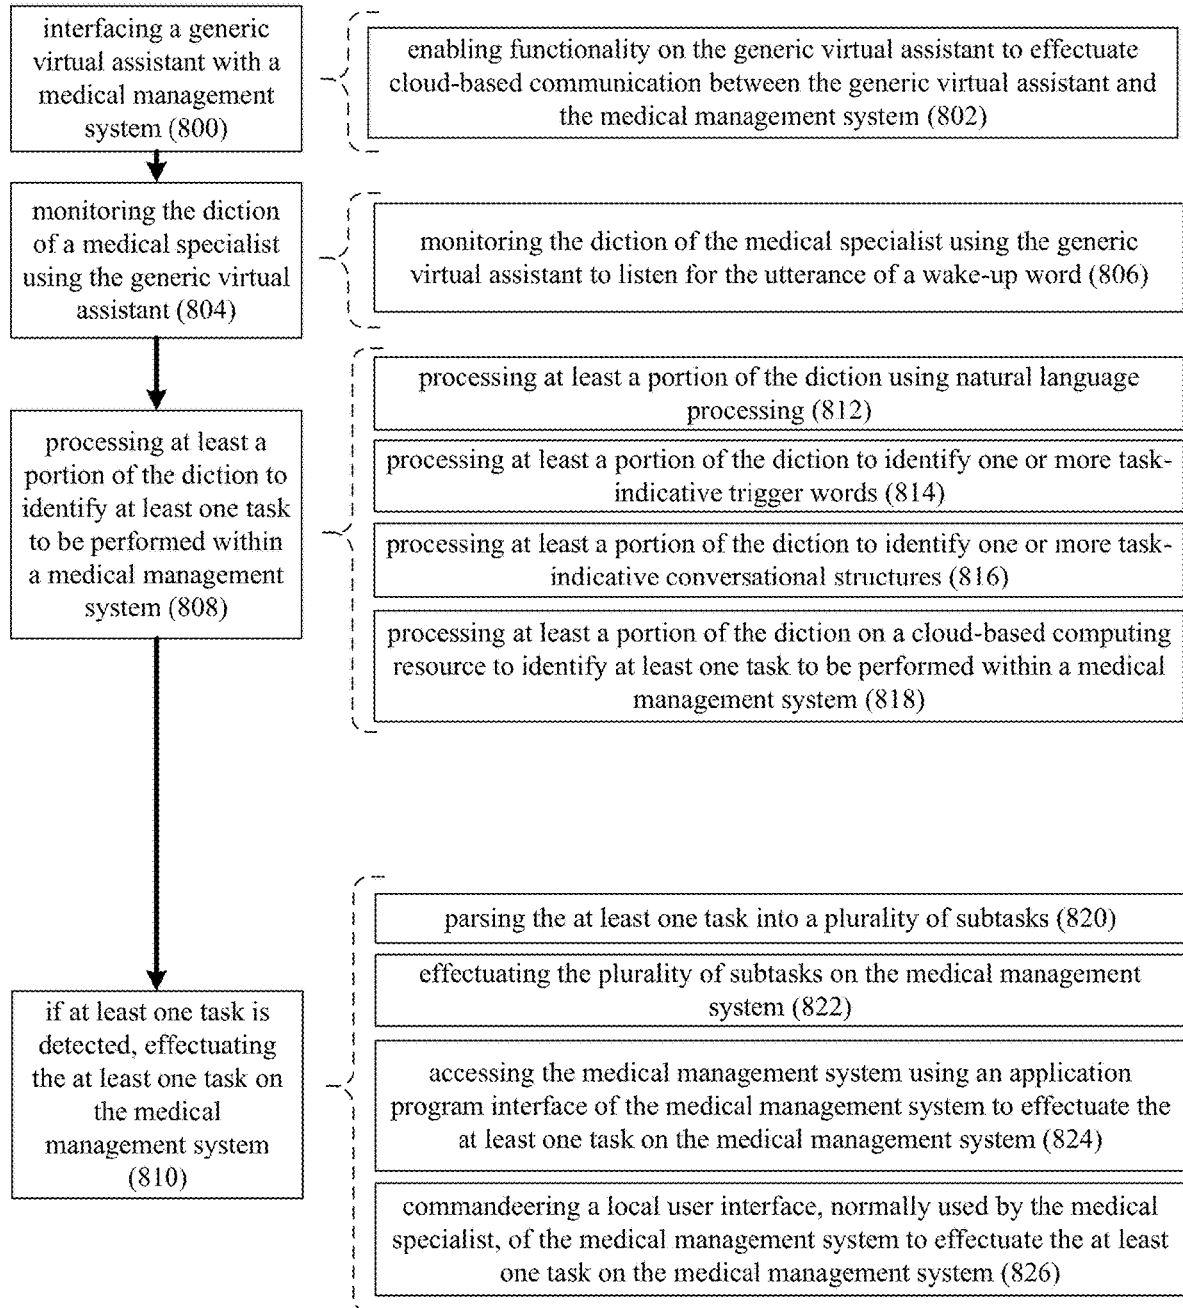 interfacing a generic
virtual assistant with a
medical management
system (800)
enabling functionality on the generic virtual assistant to effectuate
cloud-based communication between the generic virtual assistant and
the medical management system (802)
monitoring the diction
of a medical specialist
using the generic virtual
assistant (804)
monitoring the diction of the medical specialist using the generic
virtual assistant to listen for the utterance of a wake-up word (806)
processing at least a
portion of the diction to
identify at least one task
to be performed within
a medical management
system (808)
processing at least a portion of the diction using natural language
processing (812)
processing at least a portion of the diction to identify one or more task-
indicative trigger words (814)
processing at least a portion of the diction to identify one or more task-
indicative conversational structures (816)
processing at least a portion of the diction on a cloud-based computing
resource to identify at least one task to be performed within a medical
management system (818)
if at least one task is
detected, effectuating
the at least one task on
the medical
management system
(810)
parsing the at least one task into a plurality of subtasks (820)
effectuating the plurality of subtasks on the medical management
system (822)
accessing the medical management system using an application
program interface of the medical management system to effectuate the
at least one task on the medical management system (824)
commandeering a local user interface, normally used by the medical
specialist, of the medical management system to effectuate the at least
one task on the medical management system (826)